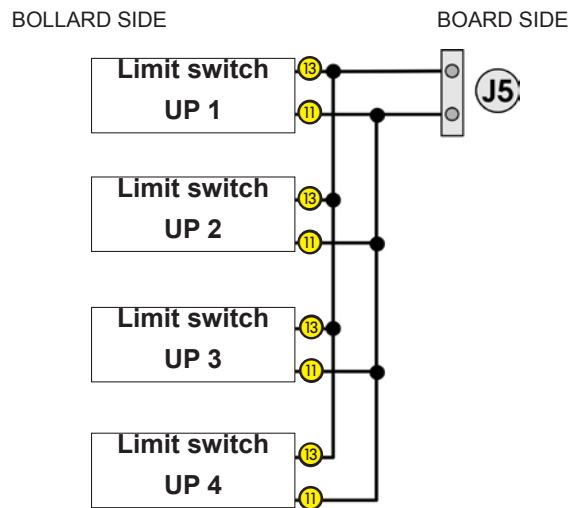 BOLLARD SIDE
BOARD SIDE
Limit switch
UP 1
13
11
J5
Limit switch
UP 2
13
11
Limit switch
UP 3
13
11
Limit switch
UP 4
13
11